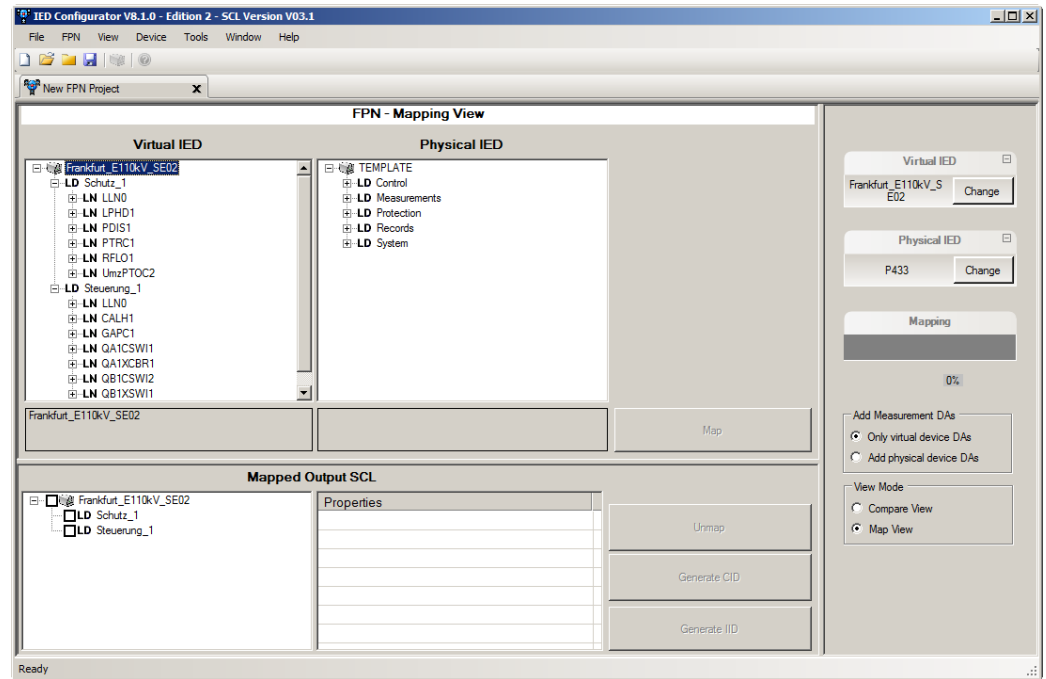 IED Configurator V8.1.0 - Edition 2 - SCL Version V03.1
File FPN View Device Tools Window Help
New FPN Project X
FPN - Mapping View
Virtual IED
Frankfurt_E110kV_SE02
LD Schutz_1
LN LLN0
LN LPHD1
LN PDIS1
LN PTRC1
LN RFLO1
LN UmzPTOC2
LD Steuerung_1
LN LLN0
LN CALH1
LN GAPC1
LN QA1CSWI1
LN QA1XCBR1
LN QB1CSWI2
LN QB1XSWI1
Frankfurt_E110kV_SE02
Physical IED
TEMPLATE
LD Control
LD Measurements
LD Protection
LD Records
LD System
Map
Mapped Output SCL
Frankfurt_E110kV_SE02
LD Schutz_1
LD Steuerung_1
Properties
Unmap
Generate CID
Generate IID
Virtual IED
Frankfurt_E110kV_S
E02
Change
Physical IED
P433
Change
Mapping
0%
Add Measurement DAs
Only virtual device DAs
Add physical device DAs
View Mode
Compare View
Map View
Ready